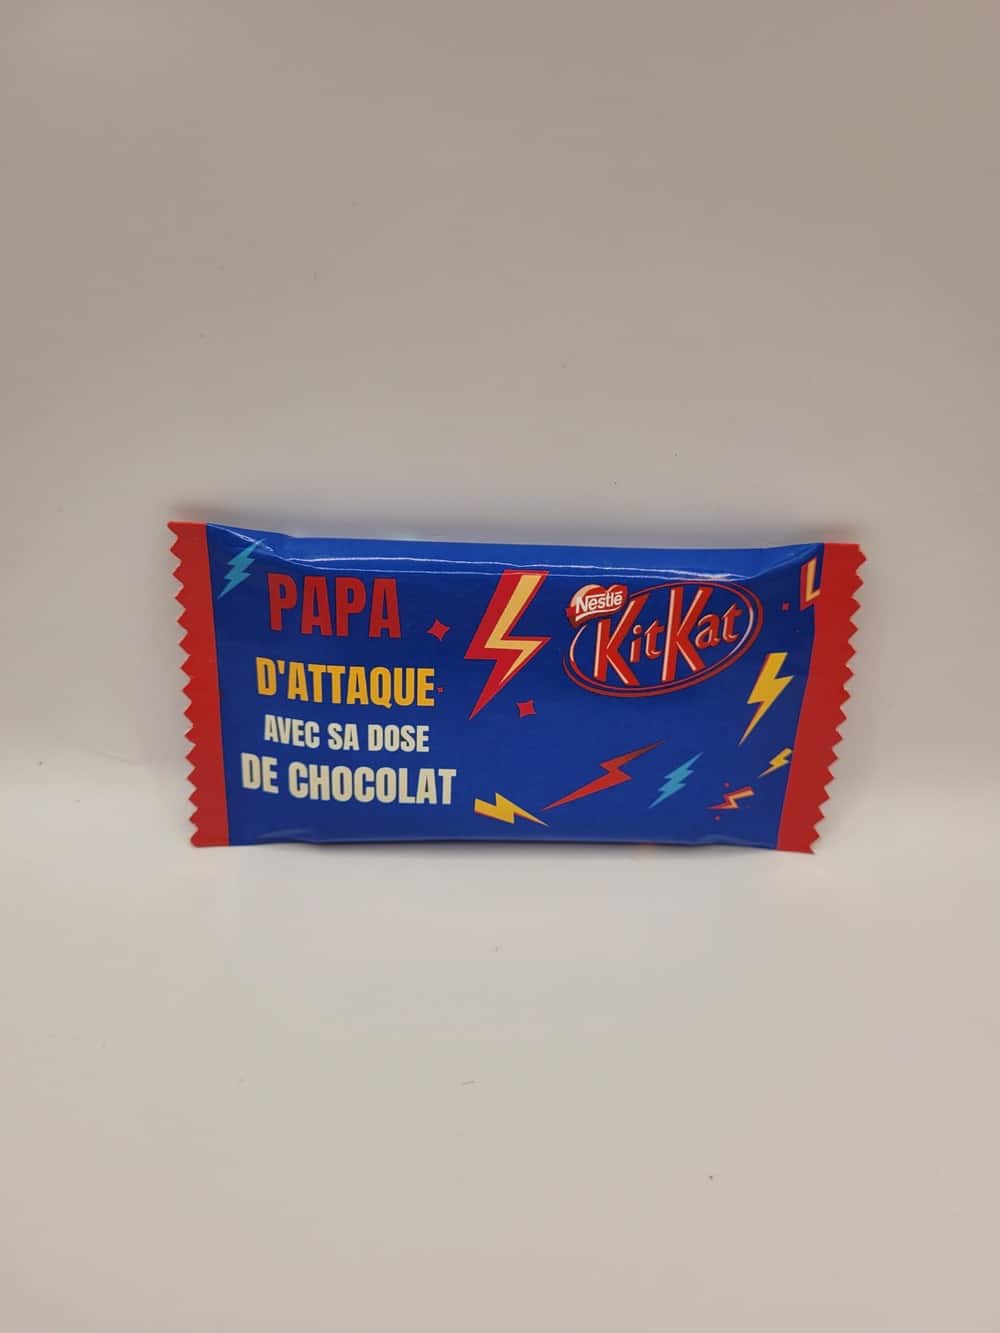 PAPA
D'ATTAQUE
AVEC SA DOSE
DE CHOCOLAT
Nestlé
KitKat